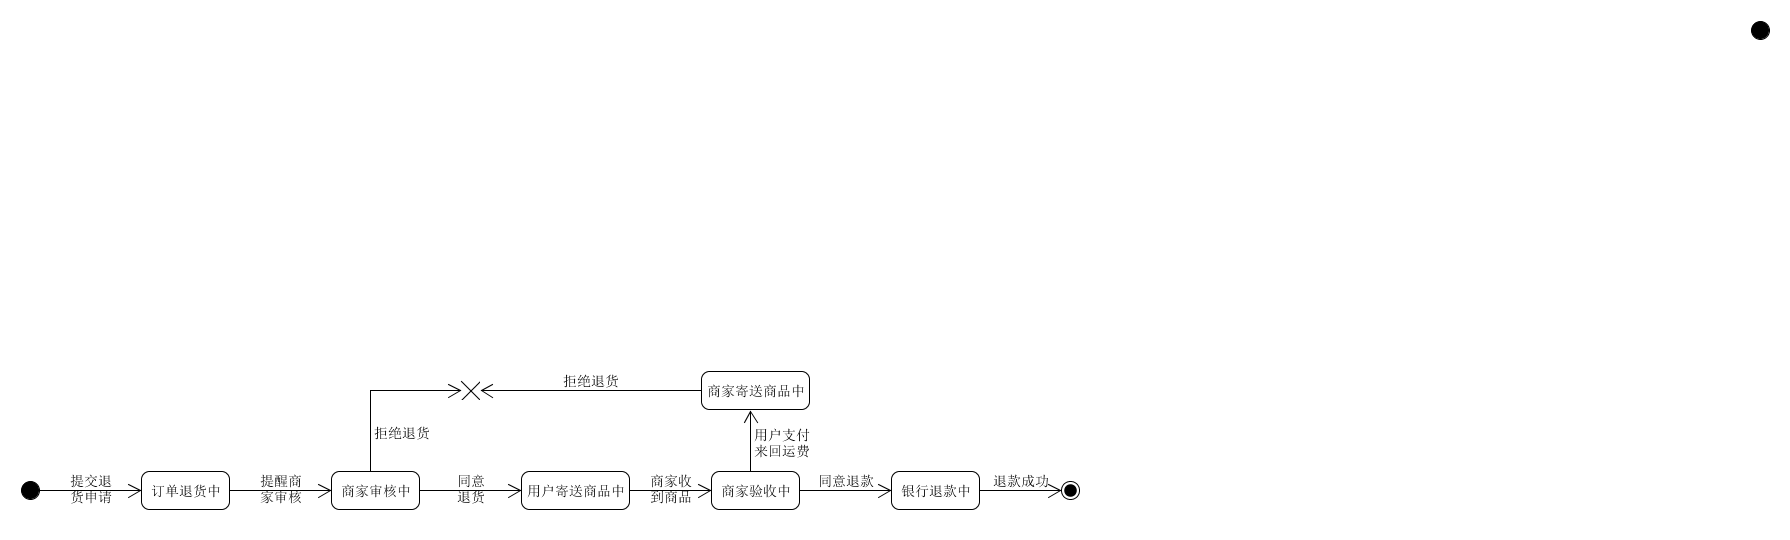 拒绝退货
商家寄送商品中
拒绝退货
用户支付
来回运费
提交退
货申请
订单退货中
提醒商
家审核
商家审核中
同意
退货
用户寄送商品中
商家收
到商品
商家验收中
同意退款
银行退款中
退款成功